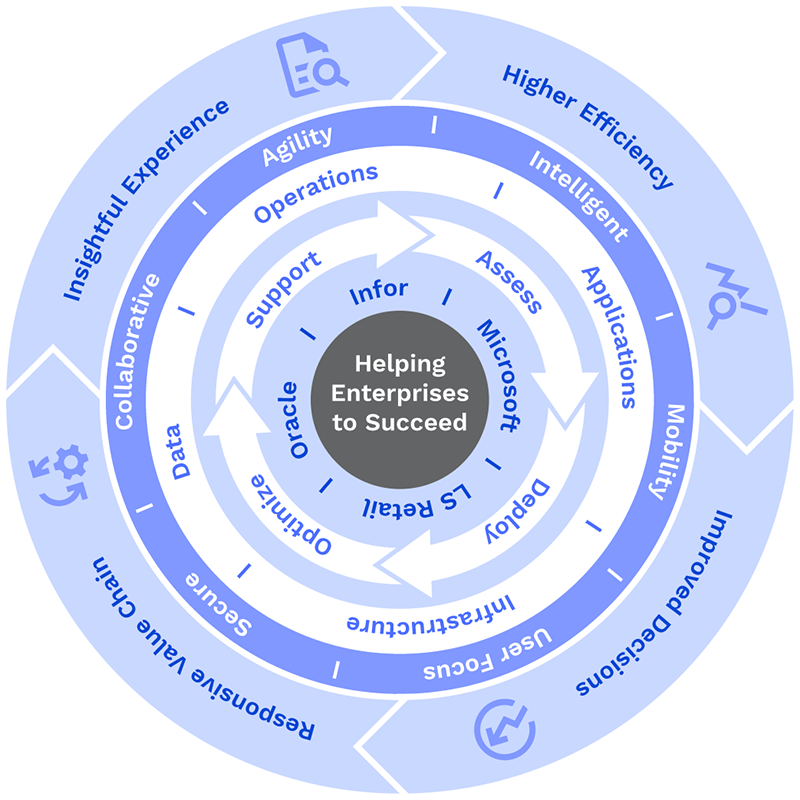 Insightful Experience
Higher Efficiency
Improved Decisions
Responsive Value Chain
Agility
Intelligent
Mobility
User Focus
Secure
Collaborative
Operations
Applications
Infrastructure
Data
Support
Assess
Deploy
Optimize
Infor
Microsoft
LS Retail
Oracle
Helping
Enterprises
to Succeed